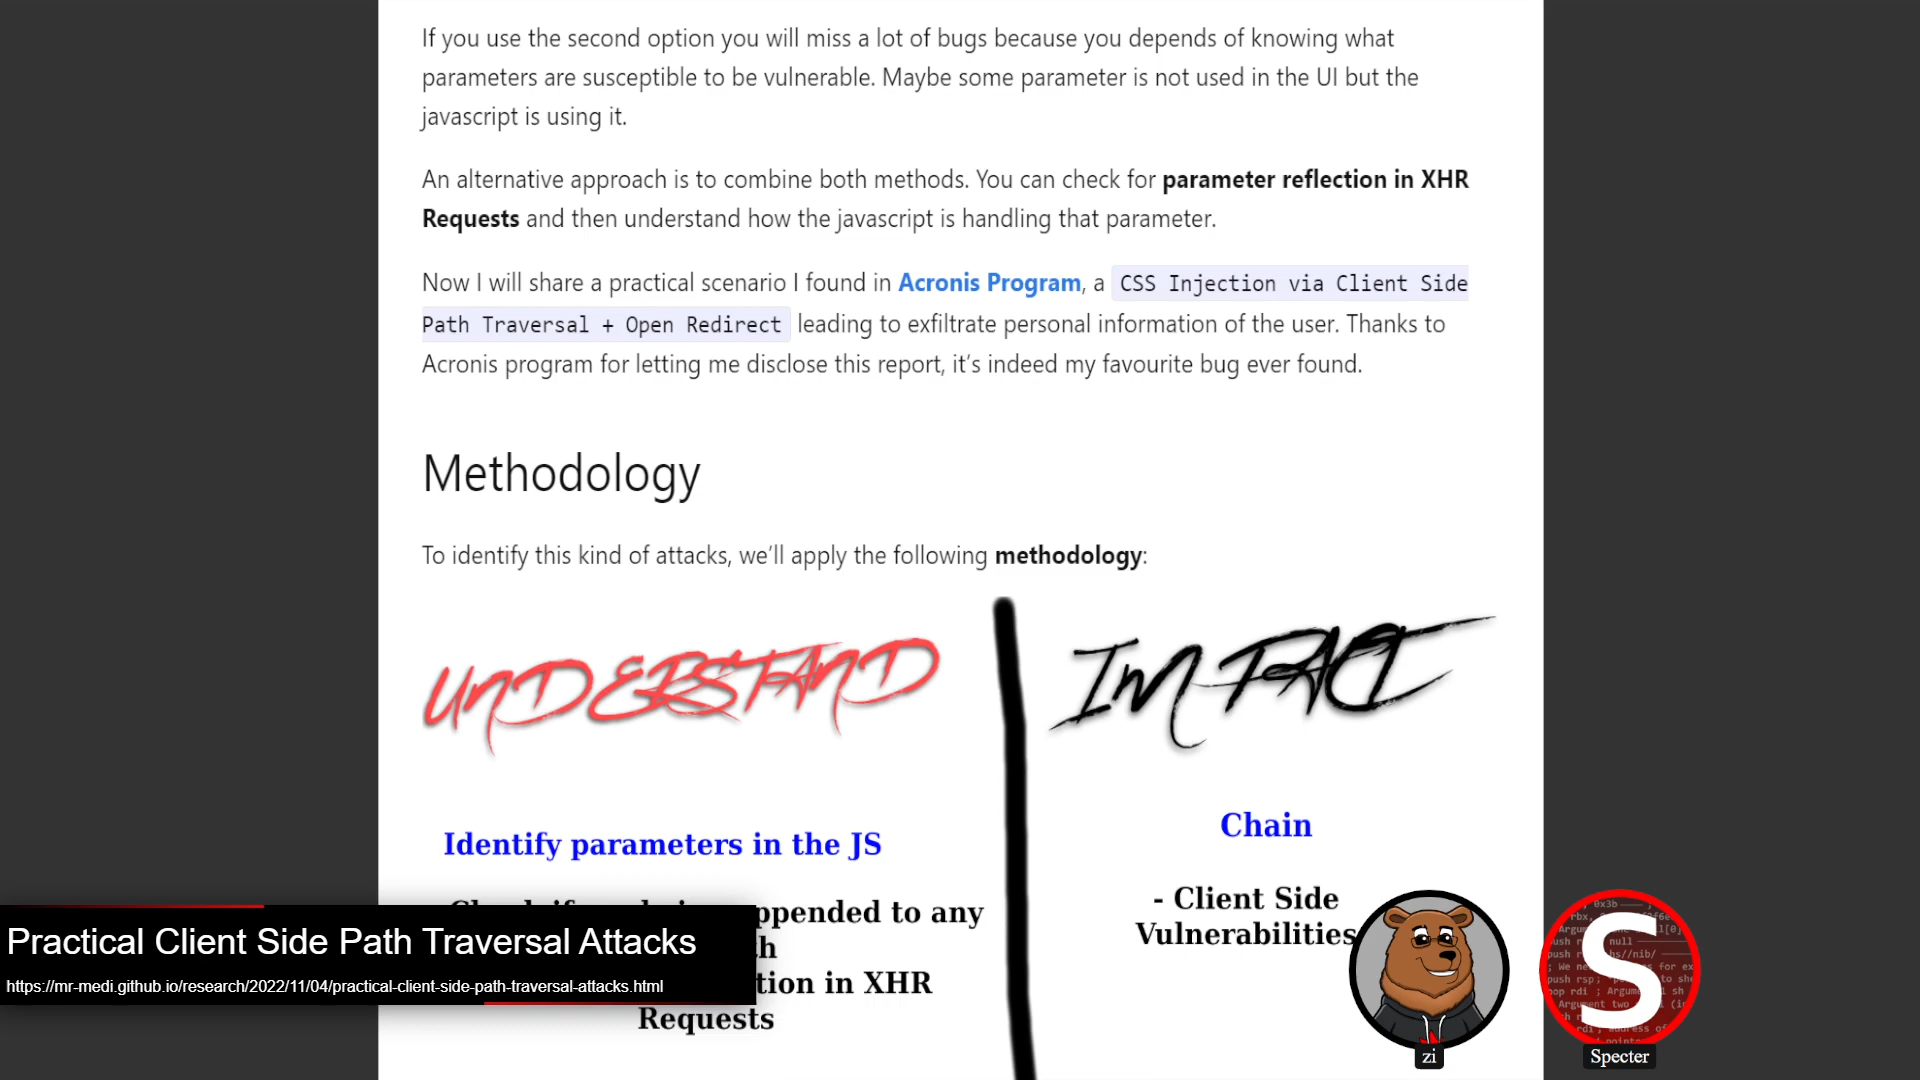 If you use the second option you will miss a lot of bugs because you depends of knowing what
parameters are susceptible to be vulnerable. Maybe some parameter is not used in the UI but the
javascript is using it.
An alternative approach is to combine both methods. You can check for parameter reflection in XHR
Requests and then understand how the javascript is handling that parameter.
Now I will share a practical scenario I found in Acronis Program, a CSS Injection via Client Side
Path Traversal + Open Redirect leading to exfiltrate personal information of the user. Thanks to
Acronis program for letting me disclose this report, it's indeed my favourite bug ever found.
Methodology
To identify this kind of attacks, we'll apply the following methodology:
UNDERSTAND
IMPACT
Identify parameters in the JS
ppended to any
tion in XHR
Requests
Chain
- Client Side
Vulnerabilities
Practical Client Side Path Traversal Attacks
https://mr-medi.github.io/research/2022/11/04/practical-client-side-path-traversal-attacks.html
zi
S
Specter